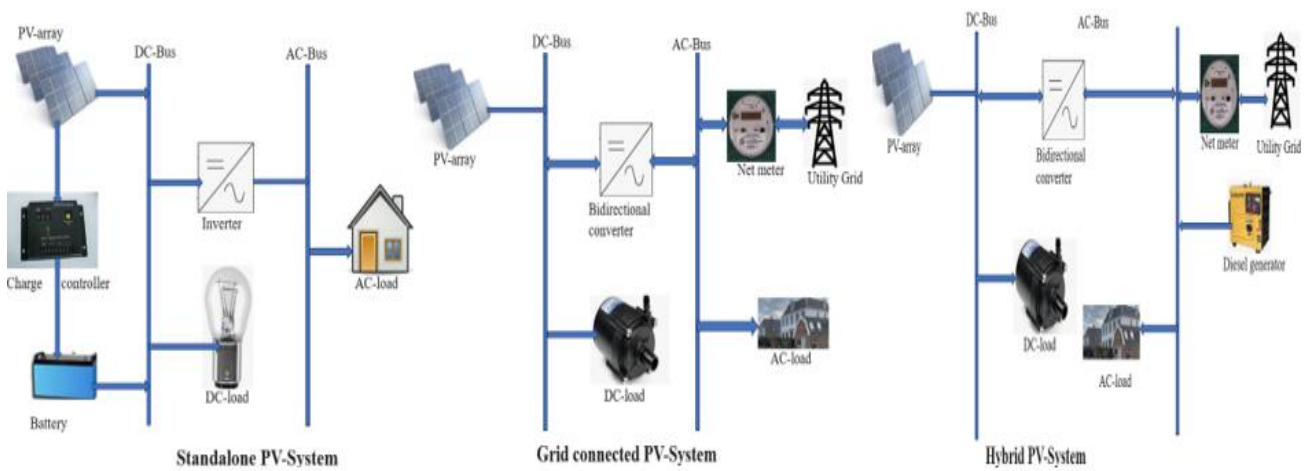 PV-array
DC-Bus
AC-Bus
Inverter
Charge controller
AC-load
Battery
DC-load
Standalone PV-System
DC-Bus
AC-Bus
PV-array
Net meter
Utility Grid
Bidirectional
converter
DC-load
AC-load
Grid connected PV-System
DC-Bus
AC-Bus
PV-array
Bidirectional
converter
Net meter
Utility Grid
Diesel generator
DC-load
AC-load
Hybrid PV-System